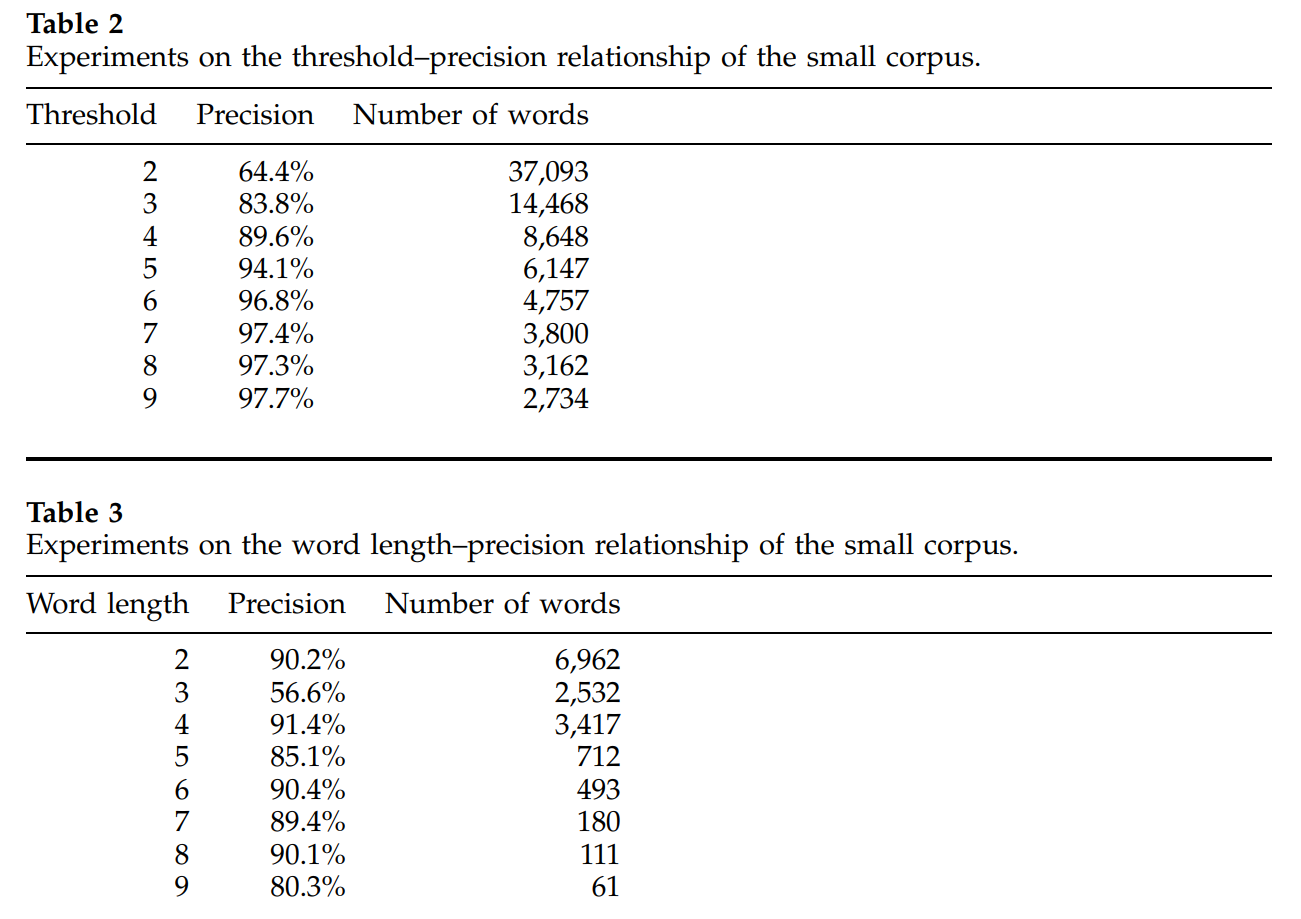 Table 2
Experiments on the threshold–precision relationship of the small corpus.
Threshold Precision Number of words
2 64.4% 37,093
3 83.8% 14,468
4 89.6% 8,648
5 94.1% 6,147
6 96.8% 4,757
7 97.4% 3,800
8 97.3% 3,162
9 97.7% 2,734
Table 3
Experiments on the word length–precision relationship of the small corpus.
Word length Precision Number of words
2 90.2% 6,962
3 56.6% 2,532
4 91.4% 3,417
5 85.1% 712
6 90.4% 493
7 89.4% 180
8 90.1% 111
9 80.3% 61